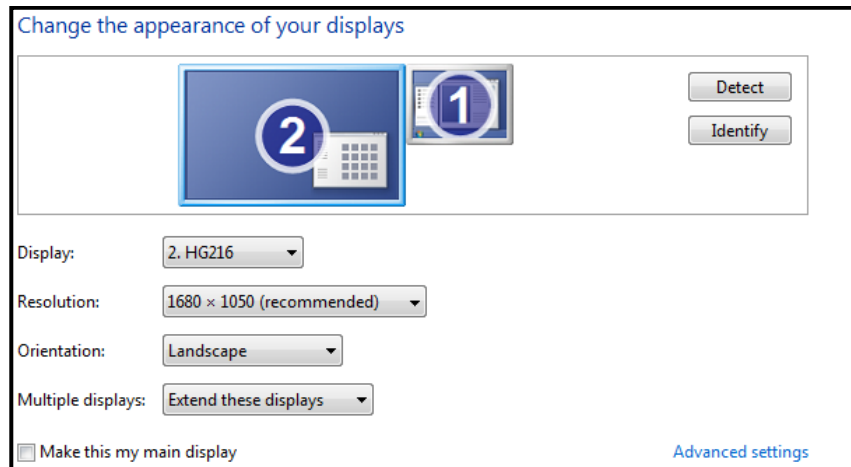 Change the appearance of your displays
2
1
Detect
Identify
Display: 2. HG216
Resolution: 1680 × 1050 (recommended)
Orientation: Landscape
Multiple displays: Extend these displays
Make this my main display
Advanced settings